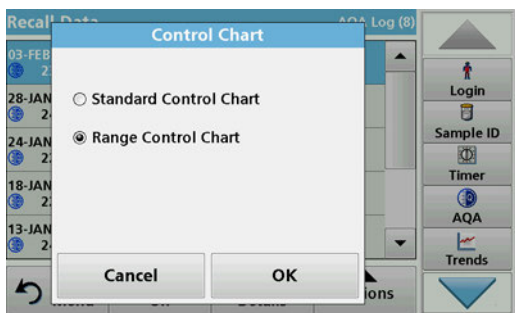 Recall Data AQA Log (8)
Control Chart
03-FEB
28-JAN
Standard Control Chart
24-JAN
Range Control Chart
18-JAN
13-JAN
Cancel
OK
Login
Sample ID
Timer
AQA
Trends